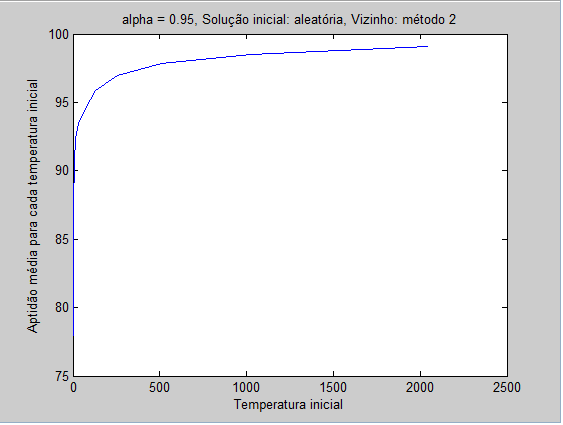 alpha = 0.95, Solução inicial: aleatória, Vizinho: método 2
Aptidão média para cada temperatura inicial
100
95
90
85
80
75
0 500 1000 1500 2000 2500
Temperatura inicial